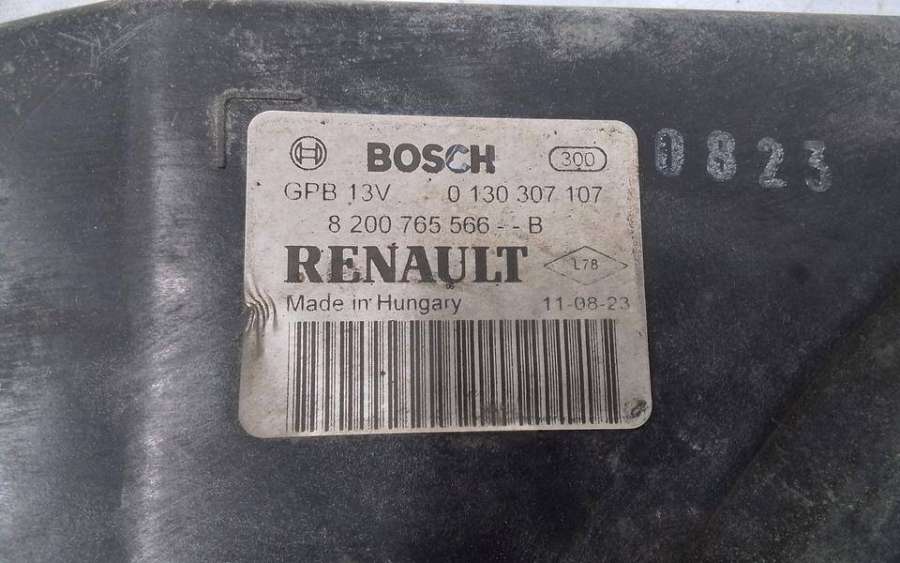 BOSCH 300
GPB 13V 0 130 307 107
8 200 765 566 - - B
RENAULT L78
Made in Hungary 11-08-23
0823